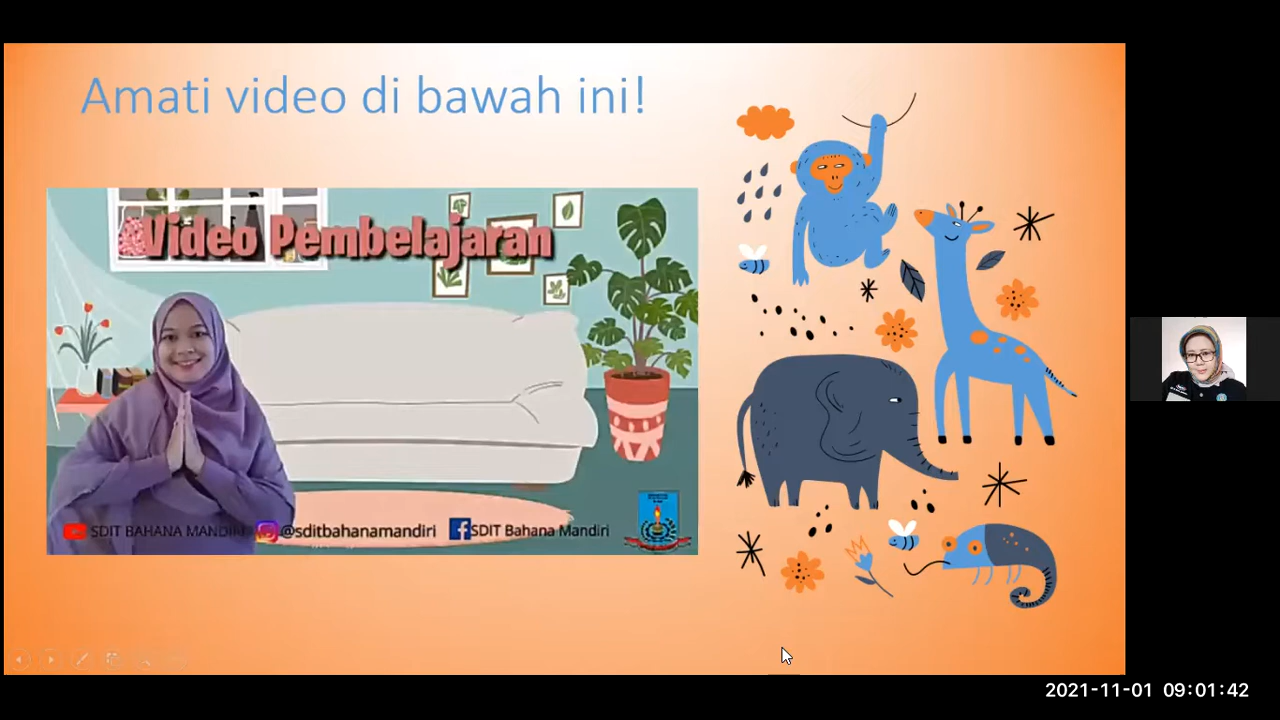 Amati video di bawah ini!
Video Pembelajaran
SDIT BAHANA MANDIRI
@sditbahanamandiri
SDIT Bahana Mandiri
2021-11-01 09:01:42